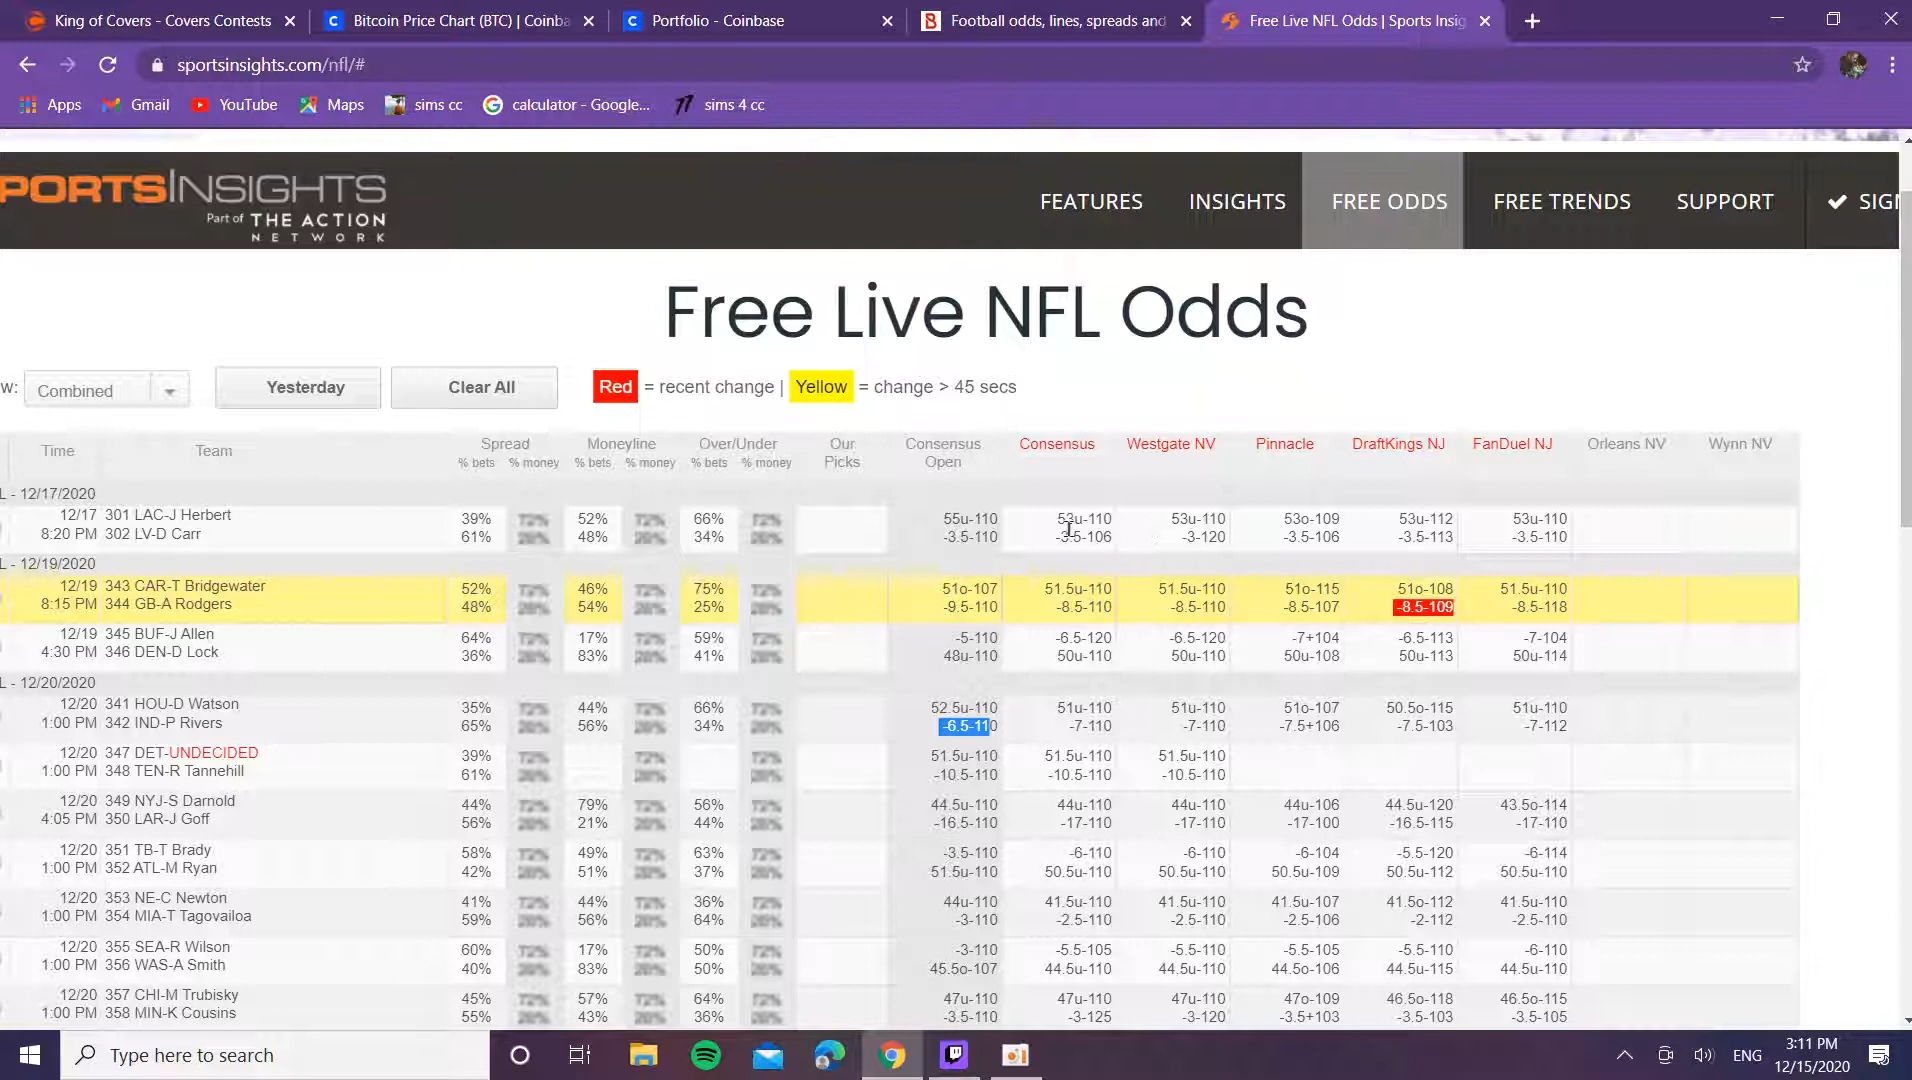 King of Covers - Covers Contests
Bitcoin Price Chart (BTC) | Coinba
Portfolio - Coinbase
Football odds, lines, spreads and
Free Live NFL Odds | Sports Insig
sportsinsights.com/nfl/#
Apps Gmail YouTube Maps sims cc calculator - Google... sims 4 cc
PORTSINSIGHTS
Part of THE ACTION
NETWORK
FEATURES INSIGHTS FREE ODDS FREE TRENDS SUPPORT SIGN
Free Live NFL Odds
w: Combined Yesterday Clear All Red = recent change | Yellow = change > 45 secs
Time Team Spread Moneyline Over/Under Our Picks Consensus Open Consensus Westgate NV Pinnacle DraftKings NJ FanDuel NJ Orleans NV Wynn NV
% bets % money % bets % money % bets % money
L - 12/17/2020
12/17 301 LAC-J Herbert 39% 52% 66% 55u-110 53u-110 53u-110 53o-109 53u-112 53u-110
8:20 PM 302 LV-D Carr 61% 48% 34% -3.5-110 -3.5-106 -3-120 -3.5-106 -3.5-113 -3.5-110
L - 12/19/2020
12/19 343 CAR-T Bridgewater 52% 46% 75% 51o-107 51.5u-110 51.5u-110 51o-115 51o-108 51.5u-110
8:15 PM 344 GB-A Rodgers 48% 54% 25% -9.5-110 -8.5-110 -8.5-110 -8.5-107 -8.5-109 -8.5-118
12/19 345 BUF-J Allen 64% 17% 59% -5-110 -6.5-120 -6.5-120 -7+104 -6.5-113 -7-104
4:30 PM 346 DEN-D Lock 36% 83% 41% 48u-110 50u-110 50u-110 50u-108 50u-113 50u-114
L - 12/20/2020
12/20 341 HOU-D Watson 35% 44% 66% 52.5u-110 51u-110 51u-110 51o-107 50.5o-115 51u-110
1:00 PM 342 IND-P Rivers 65% 56% 34% -6.5-110 -7-110 -7-110 -7.5+106 -7.5-103 -7-112
12/20 347 DET-UNDECIDED 39% 51.5u-110 51.5u-110 51.5u-110
1:00 PM 348 TEN-R Tannehill 61% -10.5-110 -10.5-110 -10.5-110
12/20 349 NYJ-S Darnold 44% 79% 56% 44.5u-110 44u-110 44u-110 44u-106 44.5u-120 43.5o-114
4:05 PM 350 LAR-J Goff 56% 21% 44% -16.5-110 -17-110 -17-110 -17-100 -16.5-115 -17-110
12/20 351 TB-T Brady 58% 49% 63% -3.5-110 -6-110 -6-110 -6-104 -5.5-120 -6-114
1:00 PM 352 ATL-M Ryan 42% 51% 37% 51.5u-110 50.5u-110 50.5u-110 50.5u-109 50.5u-112 50.5u-110
12/20 353 NE-C Newton 41% 44% 36% 44u-110 41.5u-110 41.5u-110 41.5u-107 41.5o-112 41.5u-110
1:00 PM 354 MIA-T Tagovailoa 59% 56% 64% -3-110 -2.5-110 -2.5-110 -2.5-106 -2-112 -2.5-110
12/20 355 SEA-R Wilson 60% 17% 50% -3-110 -5.5-105 -5.5-110 -5.5-105 -5.5-110 -6-110
1:00 PM 356 WAS-A Smith 40% 83% 50% 45.5o-107 44.5u-110 44.5u-110 44.5o-106 44.5u-115 44.5u-110
12/20 357 CHI-M Trubisky 45% 57% 64% 47u-110 47u-110 47u-110 47o-109 46.5o-118 46.5o-115
1:00 PM 358 MIN-K Cousins 55% 43% 36% -3.5-110 -3-125 -3-120 -3.5+103 -3.5-103 -3.5-105
Type here to search
ENG
3:11 PM
12/15/2020